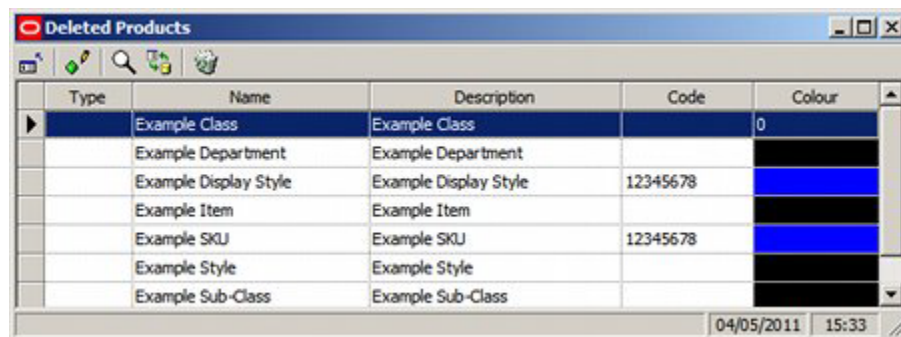 Deleted Products
Type Name Description Code Colour
Example Class Example Class 0
Example Department Example Department
Example Display Style Example Display Style 12345678
Example Item Example Item
Example SKU Example SKU 12345678
Example Style Example Style
Example Sub-Class Example Sub-Class
04/05/2011 15:33